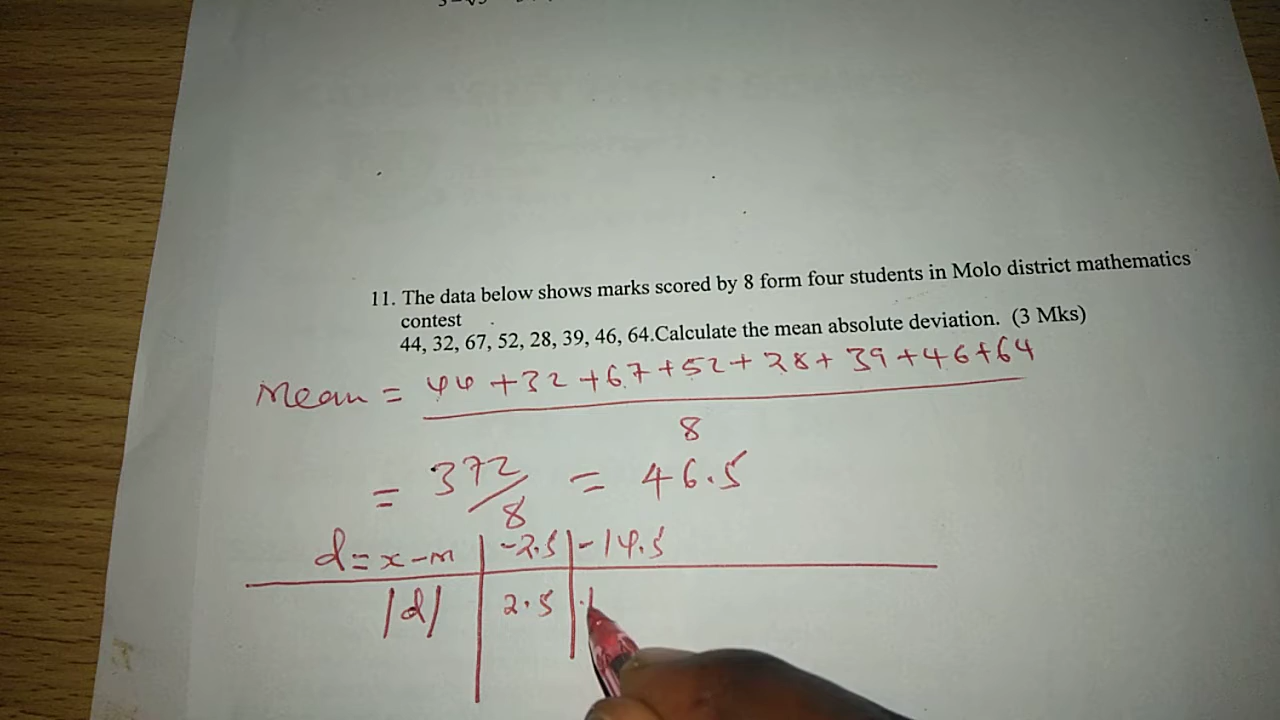 11. The data below shows marks scored by 8 form four students in Molo district mathematics
contest
44, 32, 67, 52, 28, 39, 46, 64.Calculate the mean absolute deviation. (3 Mks)
Mean = 44 + 32 + 67 + 52 + 28 + 39 + 46 + 64
8
= 372/8 = 46.5
d = x - m | -2.5 | -14.5
|d| | 2.5 |